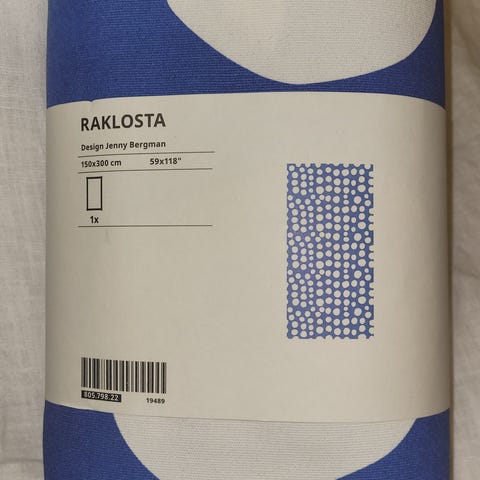 RAKLOSTA
Design Jenny Bergman
150x300 cm 59x118"
1x
805.798.22 19489